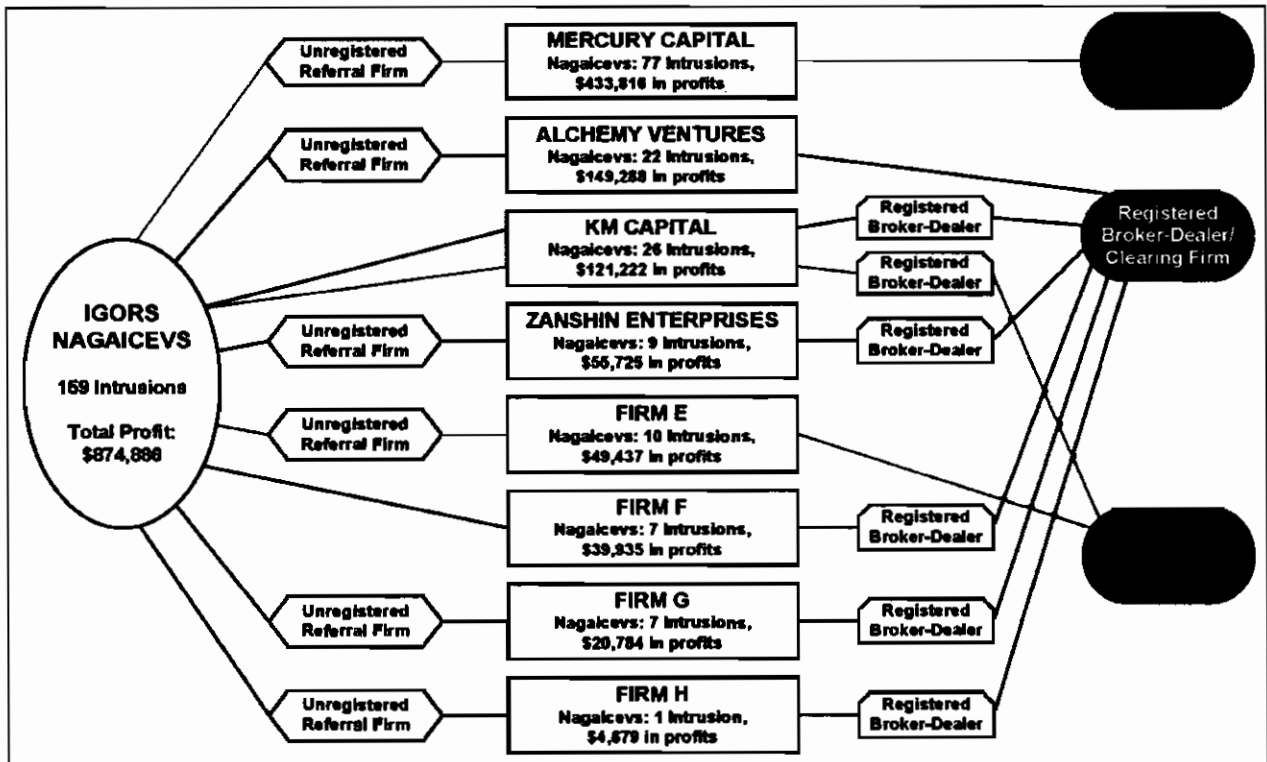 Unregistered
Referral Firm
MERCURY CAPITAL
Nagaicevs: 77 Intrusions,
$433,816 in profits
Unregistered
Referral Firm
ALCHEMY VENTURES
Nagaicevs: 22 Intrusions,
$149,288 in profits
KM CAPITAL
Nagaicevs: 26 Intrusions,
$121,222 in profits
Registered
Broker-Dealer
Registered
Broker-Dealer
Registered
Broker-Dealer/
Clearing Firm
IGORS
NAGAICEVS
159 Intrusions
Total Profit:
$874,886
Unregistered
Referral Firm
ZANSHIN ENTERPRISES
Nagaicevs: 9 Intrusions,
$55,725 in profits
Registered
Broker-Dealer
Unregistered
Referral Firm
FIRM E
Nagaicevs: 10 Intrusions,
$49,437 in profits
FIRM F
Nagaicevs: 7 Intrusions,
$39,935 in profits
Registered
Broker-Dealer
Unregistered
Referral Firm
FIRM G
Nagaicevs: 7 Intrusions,
$20,784 in profits
Registered
Broker-Dealer
Unregistered
Referral Firm
FIRM H
Nagaicevs: 1 Intrusion,
$4,679 in profits
Registered
Broker-Dealer